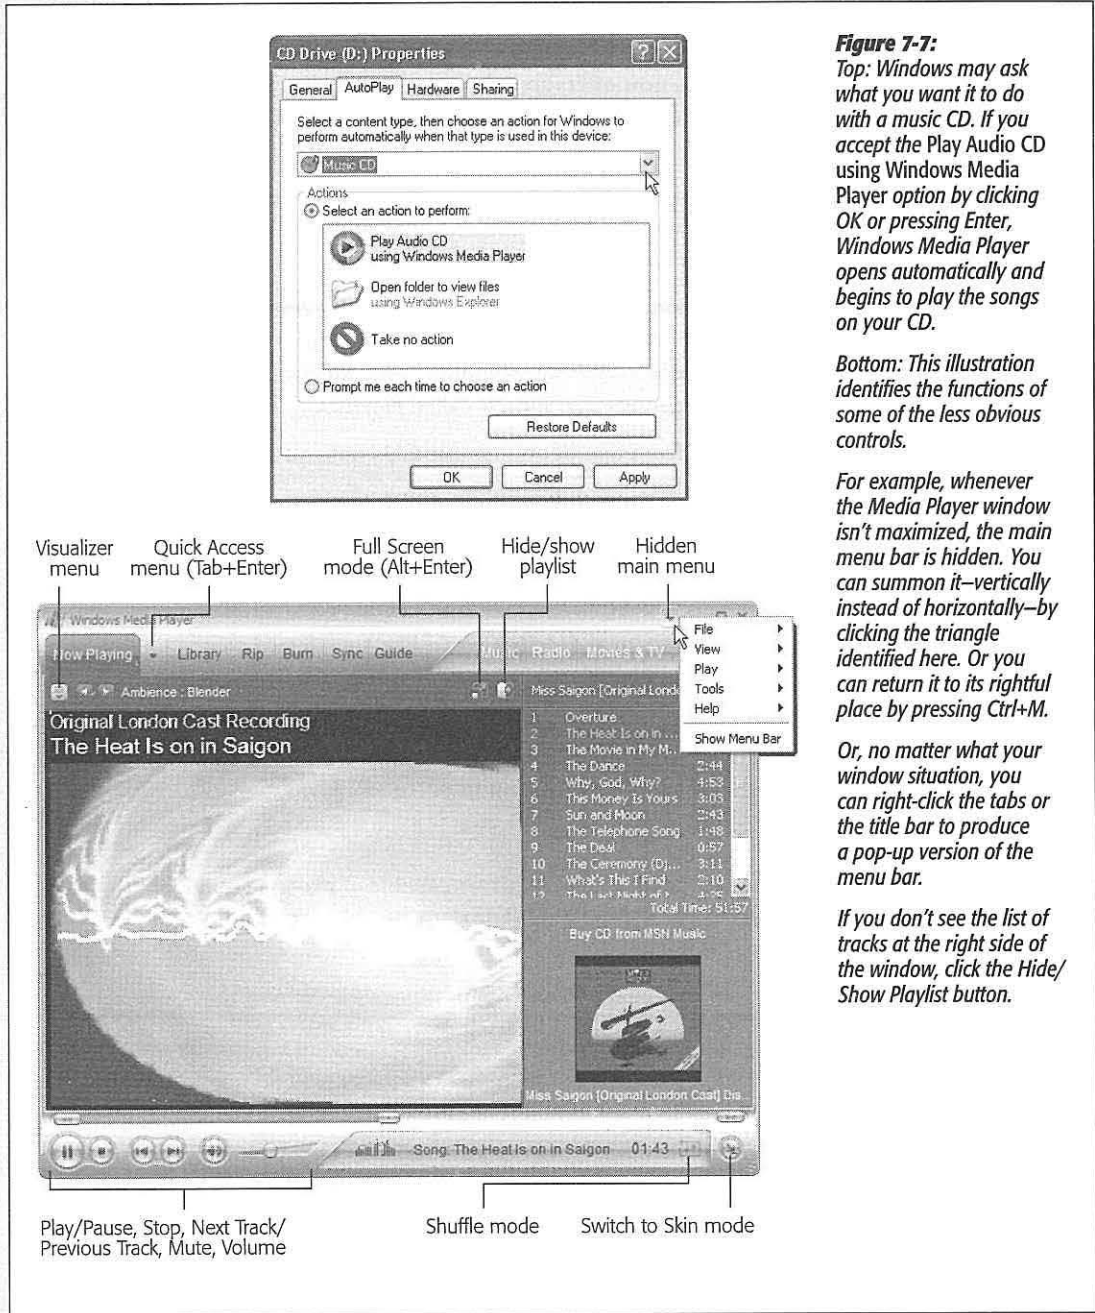 CD Drive (D:) Properties
General AutoPlay Hardware Sharing
Select a content type, then choose an action for Windows to
perform automatically when that type is used in this device:
Music CD
Actions
Select an action to perform:
Play Audio CD
using Windows Media Player
Open folder to view files
using Windows Explorer
Take no action
Prompt me each time to choose an action
Restore Defaults
OK Cancel Apply
Figure 7-7:
Top: Windows may ask
what you want it to do
with a music CD. If you
accept the Play Audio CD
using Windows Media
Player option by clicking
OK or pressing Enter,
Windows Media Player
opens automatically and
begins to play the songs
on your CD.
Bottom: This illustration
identifies the functions of
some of the less obvious
controls.
For example, whenever
the Media Player window
isn't maximized, the main
menu bar is hidden. You
can summon it—vertically
instead of horizontally—by
clicking the triangle
identified here. Or you
can return it to its rightful
place by pressing Ctrl+M.
Or, no matter what your
window situation, you
can right-click the tabs or
the title bar to produce
a pop-up version of the
menu bar.
If you don't see the list of
tracks at the right side of
the window, click the Hide/
Show Playlist button.
Visualizer
menu
Quick Access
menu (Tab+Enter)
Full Screen
mode (Alt+Enter)
Hide/show
playlist
Hidden
main menu
Windows Media Player
Now Playing Library Rip Burn Sync Guide Music Radio Movies & TV
File
View
Play
Tools
Help
Show Menu Bar
Ambience : Blender
Miss Saigon [Original Lond
Original London Cast Recording
The Heat Is on in Saigon
1 Overture
2 The Heat Is on in ...
3 The Movie in My M...
4 The Dance 2:44
5 Why, God, Why? 4:53
6 This Money Is Yours 3:03
7 Sun and Moon 2:43
8 The Telephone Song 1:48
9 The Deal 0:57
10 The Ceremony (Dj... 3:11
11 What's This I Find 2:10
12 The Last Night of t... 4:25
Total Time: 51:57
Buy CD from MSN Music
Miss Saigon [Original London Cast] Dis...
Song: The Heat Is on in Saigon 01:43
Play/Pause, Stop, Next Track/
Previous Track, Mute, Volume
Shuffle mode
Switch to Skin mode